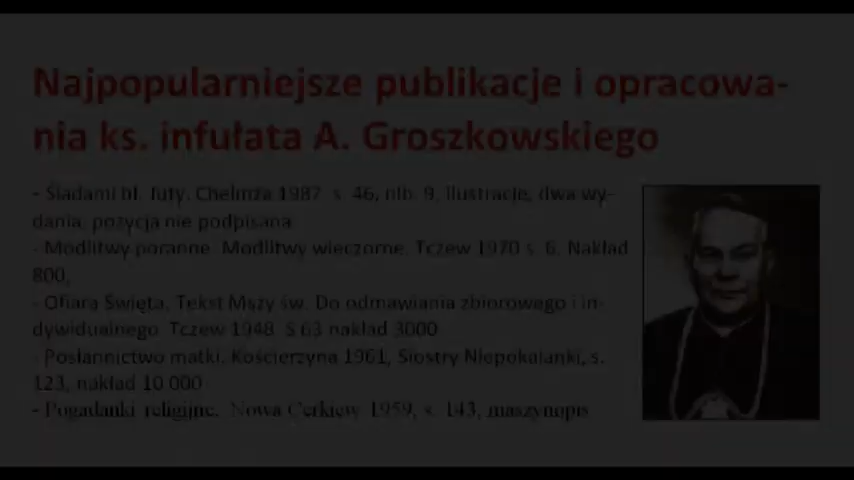 Najpopularniejsze publikacje i opracowa-
nia ks. infułata A. Groszkowskiego
- Śladami bł. Juty. Chełmża 1987 s. 46, nlb. 9, ilustracje, dwa wy-
dania, pozycja nie podpisana
- Modlitwy poranne. Modlitwy wieczorne. Tczew 1970 s. 6. Nakład
800,
- Ofiara Święta. Tekst Mszy św. Do odmawiania zbiorowego i in-
dywidualnego. Tczew 1948. S 63 nakład 3000
- Posłannictwo matki. Kościerzyna 1961, Siostry Niepokalanki, s.
123, nakład 10 000
- Pogadanki religijne. Nowa Cerkiew 1959, s. 143, maszynopis